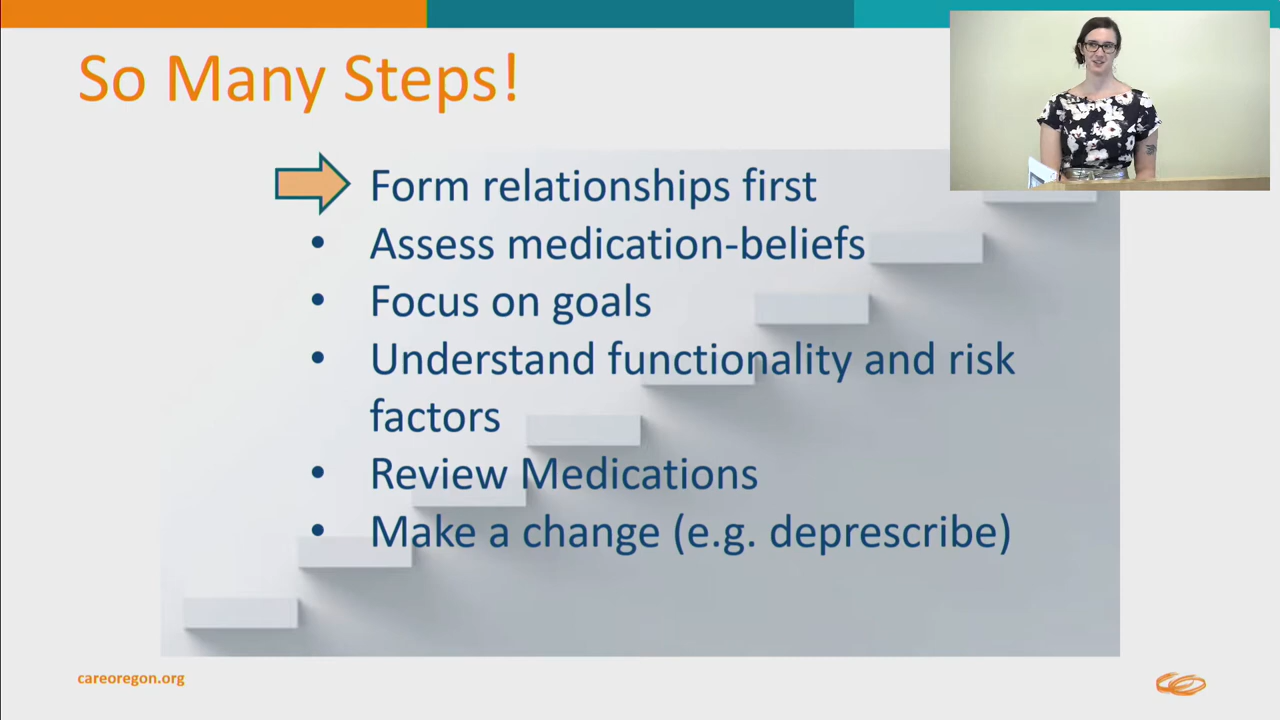 So Many Steps!
Form relationships first
• Assess medication-beliefs
• Focus on goals
• Understand functionality and risk
factors
• Review Medications
• Make a change (e.g. deprescribe)
careoregon.org